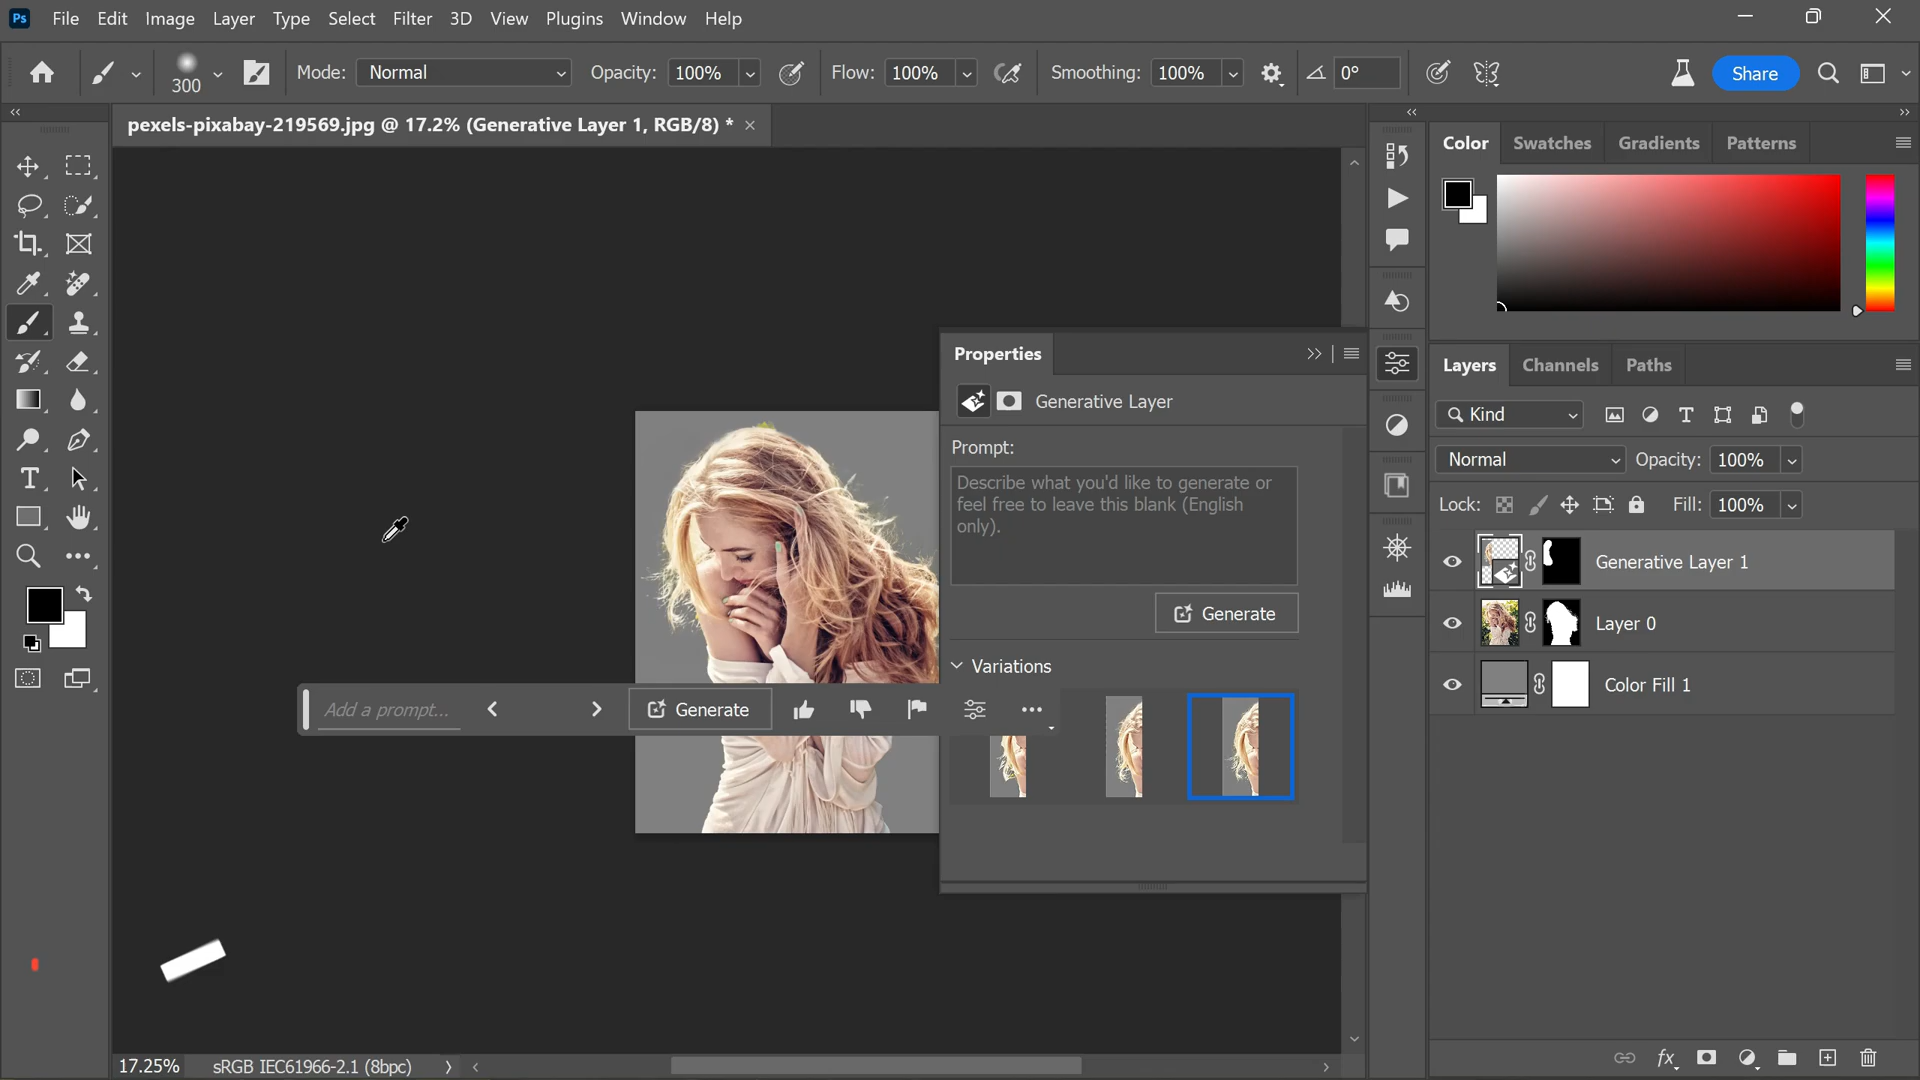 Ps File Edit Image Layer Type Select Filter 3D View Plugins Window Help
300 Mode: Normal Opacity: 100% Flow: 100% Smoothing: 100% 0° Share
pexels-pixabay-219569.jpg @ 17.2% (Generative Layer 1, RGB/8) *
Color Swatches Gradients Patterns
Properties
Generative Layer
Prompt:
Describe what you'd like to generate or
feel free to leave this blank (English
only).
Generate
Variations
Add a prompt... Generate
Layers Channels Paths
Kind
Normal Opacity: 100%
Lock: Fill: 100%
Generative Layer 1
Layer 0
Color Fill 1
fx
17.25% sRGB IEC61966-2.1 (8bpc)